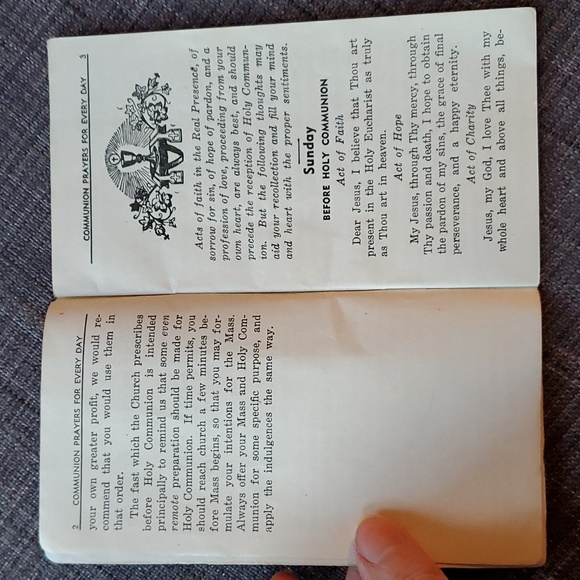 2 COMMUNION PRAYERS FOR EVERY DAY
your own greater profit, we would re-
commend that you would use them in
that order.
The fast which the Church prescribes
before Holy Communion is intended
principally to remind us that some even
remote preparation should be made for
Holy Communion. If time permits, you
should reach church a few minutes be-
fore Mass begins, so that you may for-
mulate your intentions for the Mass.
Always offer your Mass and Holy Com-
munion for some specific purpose, and
apply the indulgences the same way.
COMMUNION PRAYERS FOR EVERY DAY 3
Acts of faith in the Real Presence, of
sorrow for sin, of hope of pardon, and a
profession of love, proceeding from your
own heart, are always best, and should
precede the reception of Holy Commun-
ion. But the following thoughts may
aid your recollection and fill your mind
and heart with the proper sentiments.
Sunday
BEFORE HOLY COMMUNION
Act of Faith
Dear Jesus, I believe that Thou art
present in the Holy Eucharist as truly
as Thou art in heaven.
Act of Hope
My Jesus, through Thy mercy, through
Thy passion and death, I hope to obtain
the pardon of my sins, the grace of final
perseverance, and a happy eternity.
Act of Charity
Jesus, my God, I love Thee with my
whole heart and above all things, be-